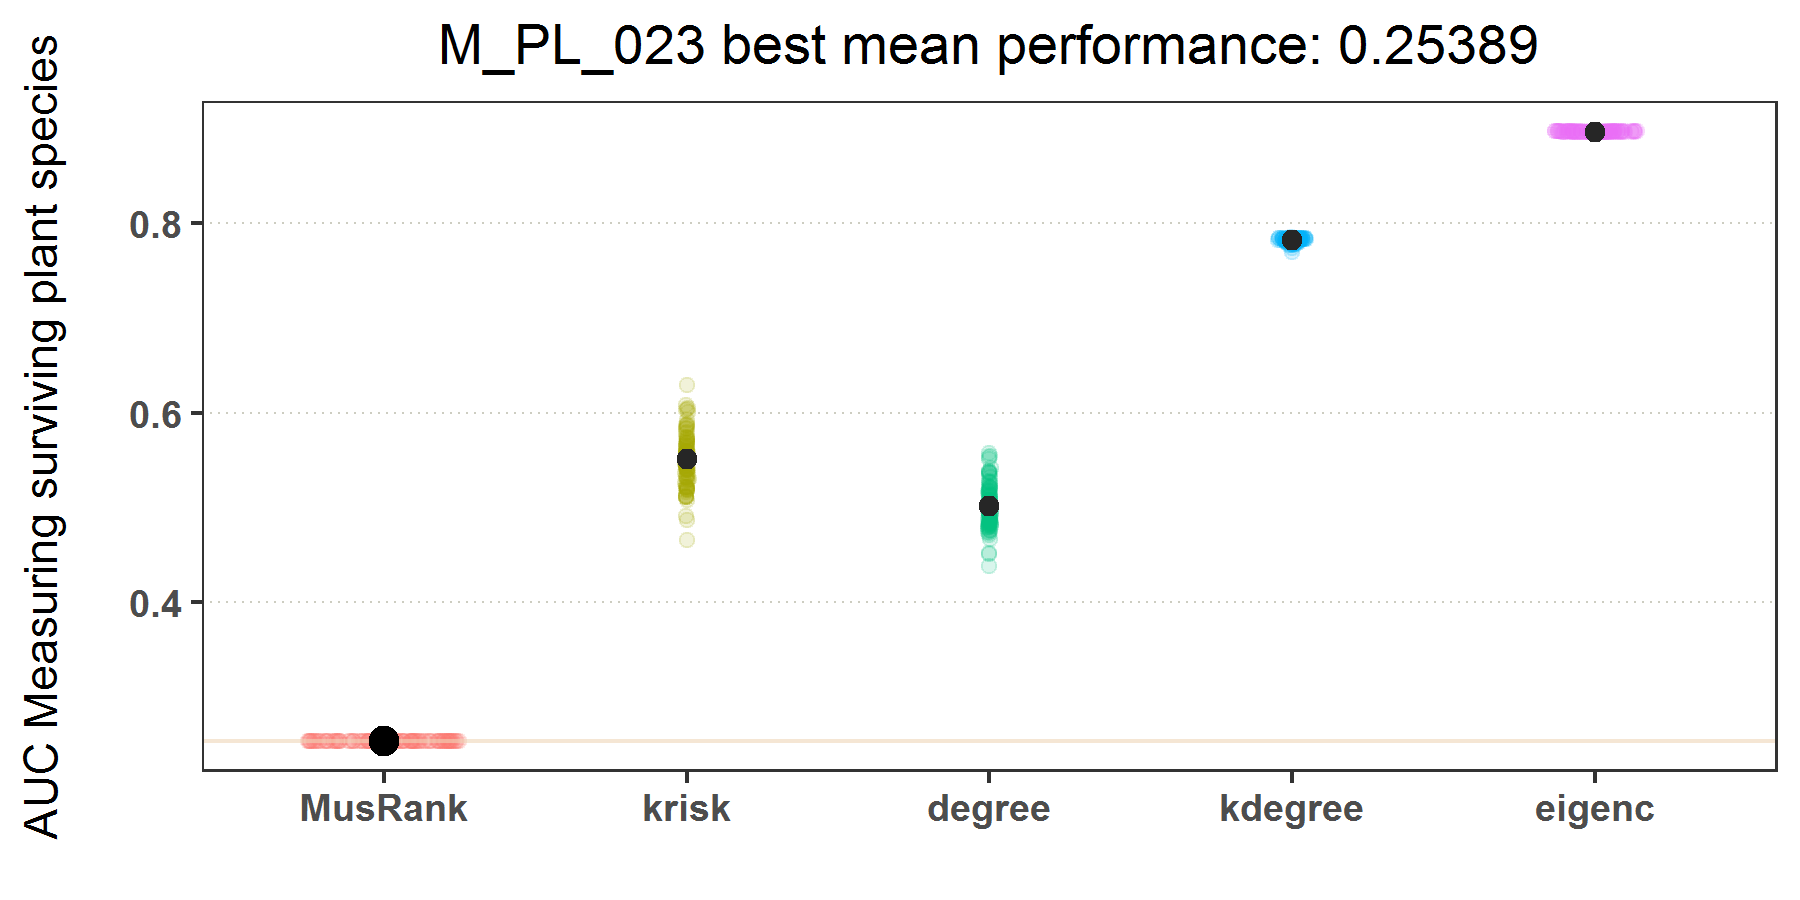 M_PL_023 best mean performance: 0.25389
AUC Measuring surviving plant species
0.8
0.6
0.4
MusRank krisk degree kdegree eigenc